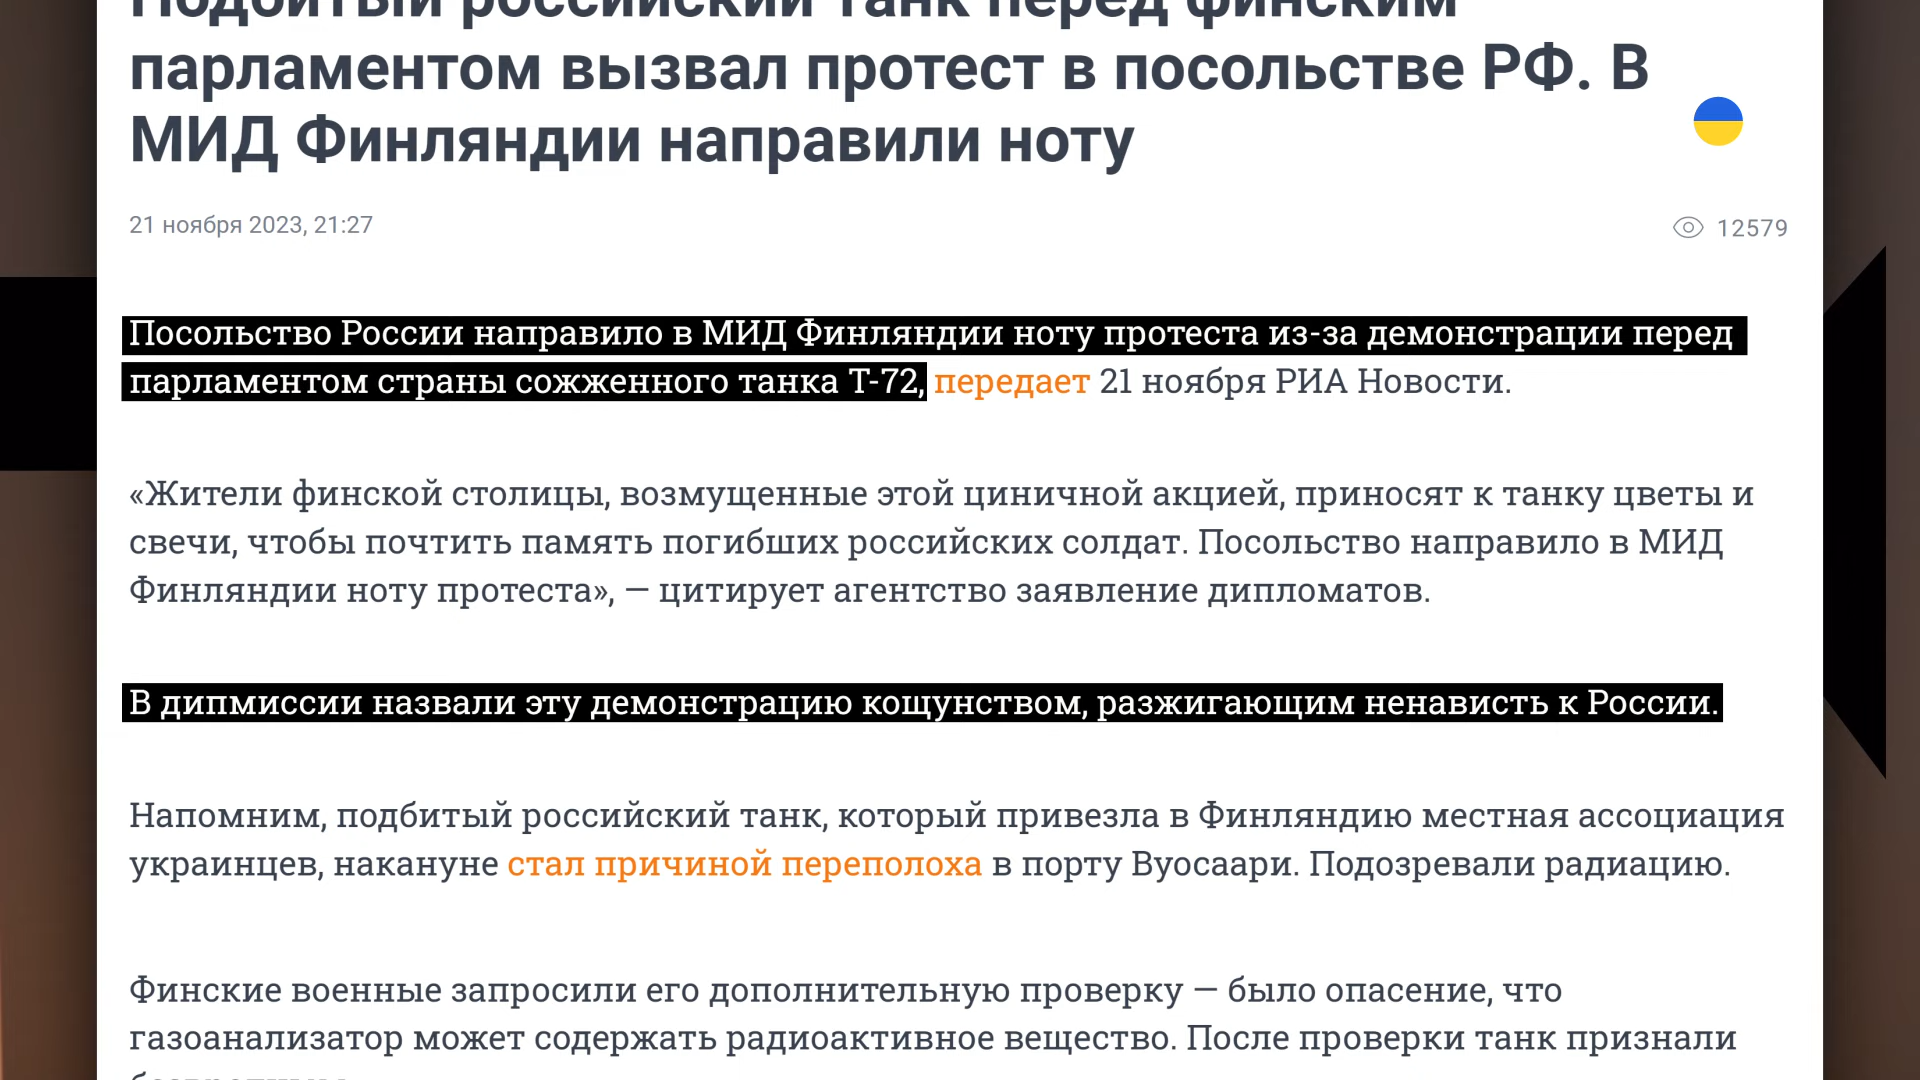 Подбитый российский танк перед финским
парламентом вызвал протест в посольстве РФ. В
МИД Финляндии направили ноту
21 ноября 2023, 21:27
12579
Посольство России направило в МИД Финляндии ноту протеста из-за демонстрации перед
парламентом страны сожженного танка Т-72, передает 21 ноября РИА Новости.
«Жители финской столицы, возмущенные этой циничной акцией, приносят к танку цветы и
свечи, чтобы почтить память погибших российских солдат. Посольство направило в МИД
Финляндии ноту протеста», — цитирует агентство заявление дипломатов.
В дипмиссии назвали эту демонстрацию кощунством, разжигающим ненависть к России.
Напомним, подбитый российский танк, который привезла в Финляндию местная ассоциация
украинцев, накануне стал причиной переполоха в порту Вуосаари. Подозревали радиацию.
Финские военные запросили его дополнительную проверку — было опасение, что
газоанализатор может содержать радиоактивное вещество. После проверки танк признали